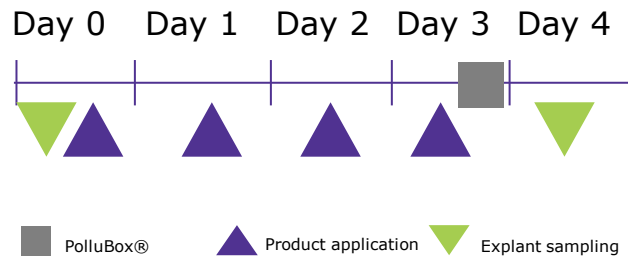 Day 0 Day 1 Day 2 Day 3 Day 4
PolluBox® Product application Explant sampling